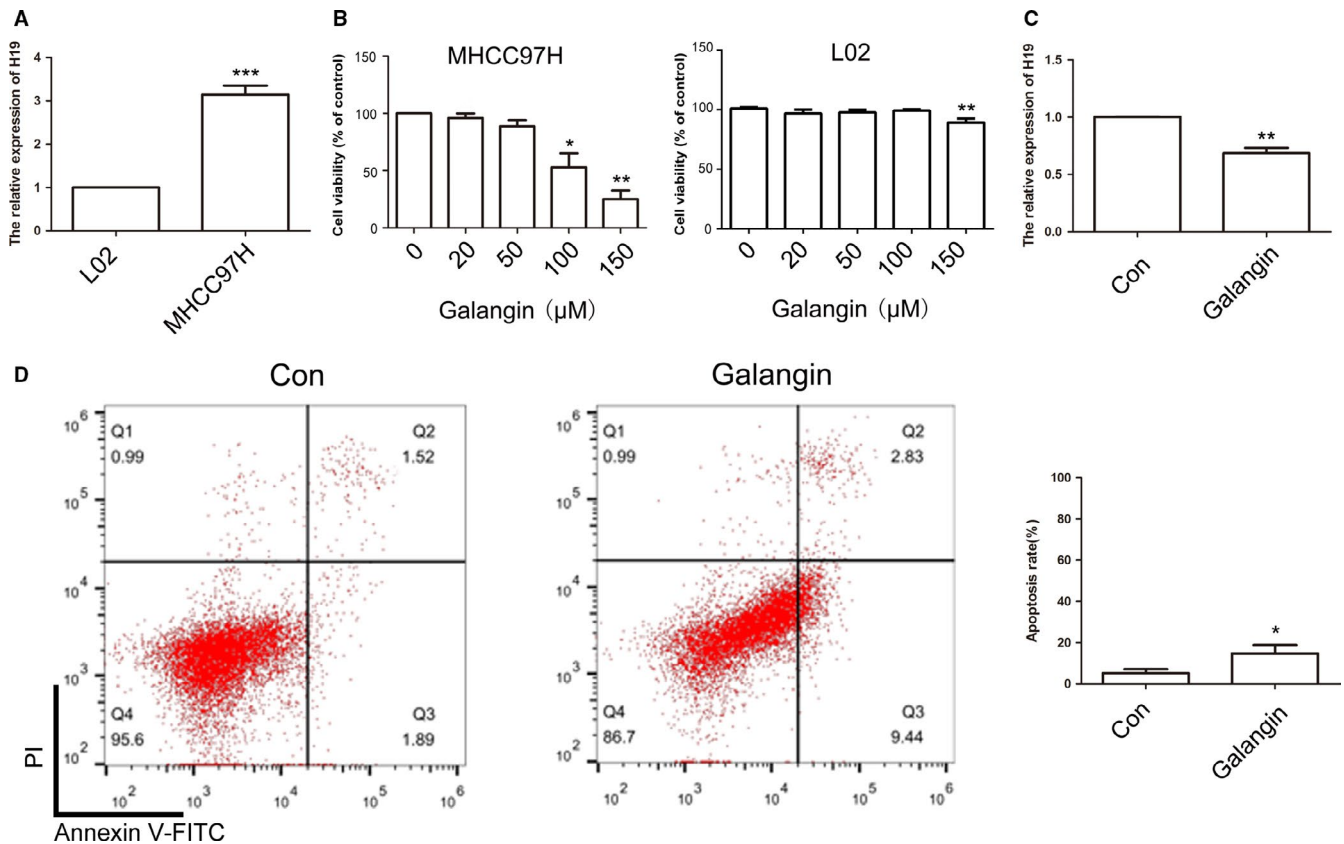 A
The relative expression of H19
4
3
2
1
0
***
L02
MHCC97H
B
MHCC97H
Cell viability (% of control)
150
100
50
0
*
**
0
20
50
100
150
Galangin (μM)
L02
Cell viability (% of control)
150
100
50
0
**
0
20
50
100
150
Galangin (μM)
C
The relative expression of H19
1.5
1.0
0.5
0.0
**
Con
Galangin
D
Con
10^6
10^5
10^4
10^3
10^2
Q1
0.99
Q2
1.52
Q4
95.6
Q3
1.89
10^2
10^3
10^4
10^5
10^6
PI
Annexin V-FITC
Galangin
10^6
10^5
10^4
10^3
10^2
Q1
0.99
Q2
2.83
Q4
86.7
Q3
9.44
10^2
10^3
10^4
10^5
10^6
Apoptosis rate(%)
100
80
60
40
20
0
*
Con
Galangin